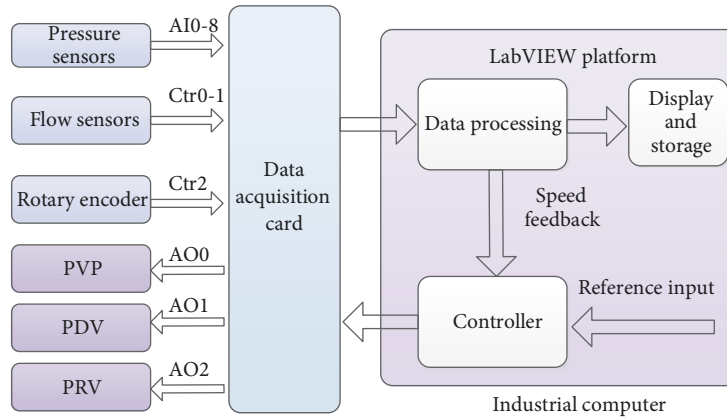 Pressure
sensors
AI0-8
Flow sensors
Ctr0-1
Rotary encoder
Ctr2
PVP
AO0
PDV
AO1
PRV
AO2
Data
acquisition
card
LabVIEW platform
Data processing
Display
and
storage
Speed
feedback
Controller
Reference input
Industrial computer